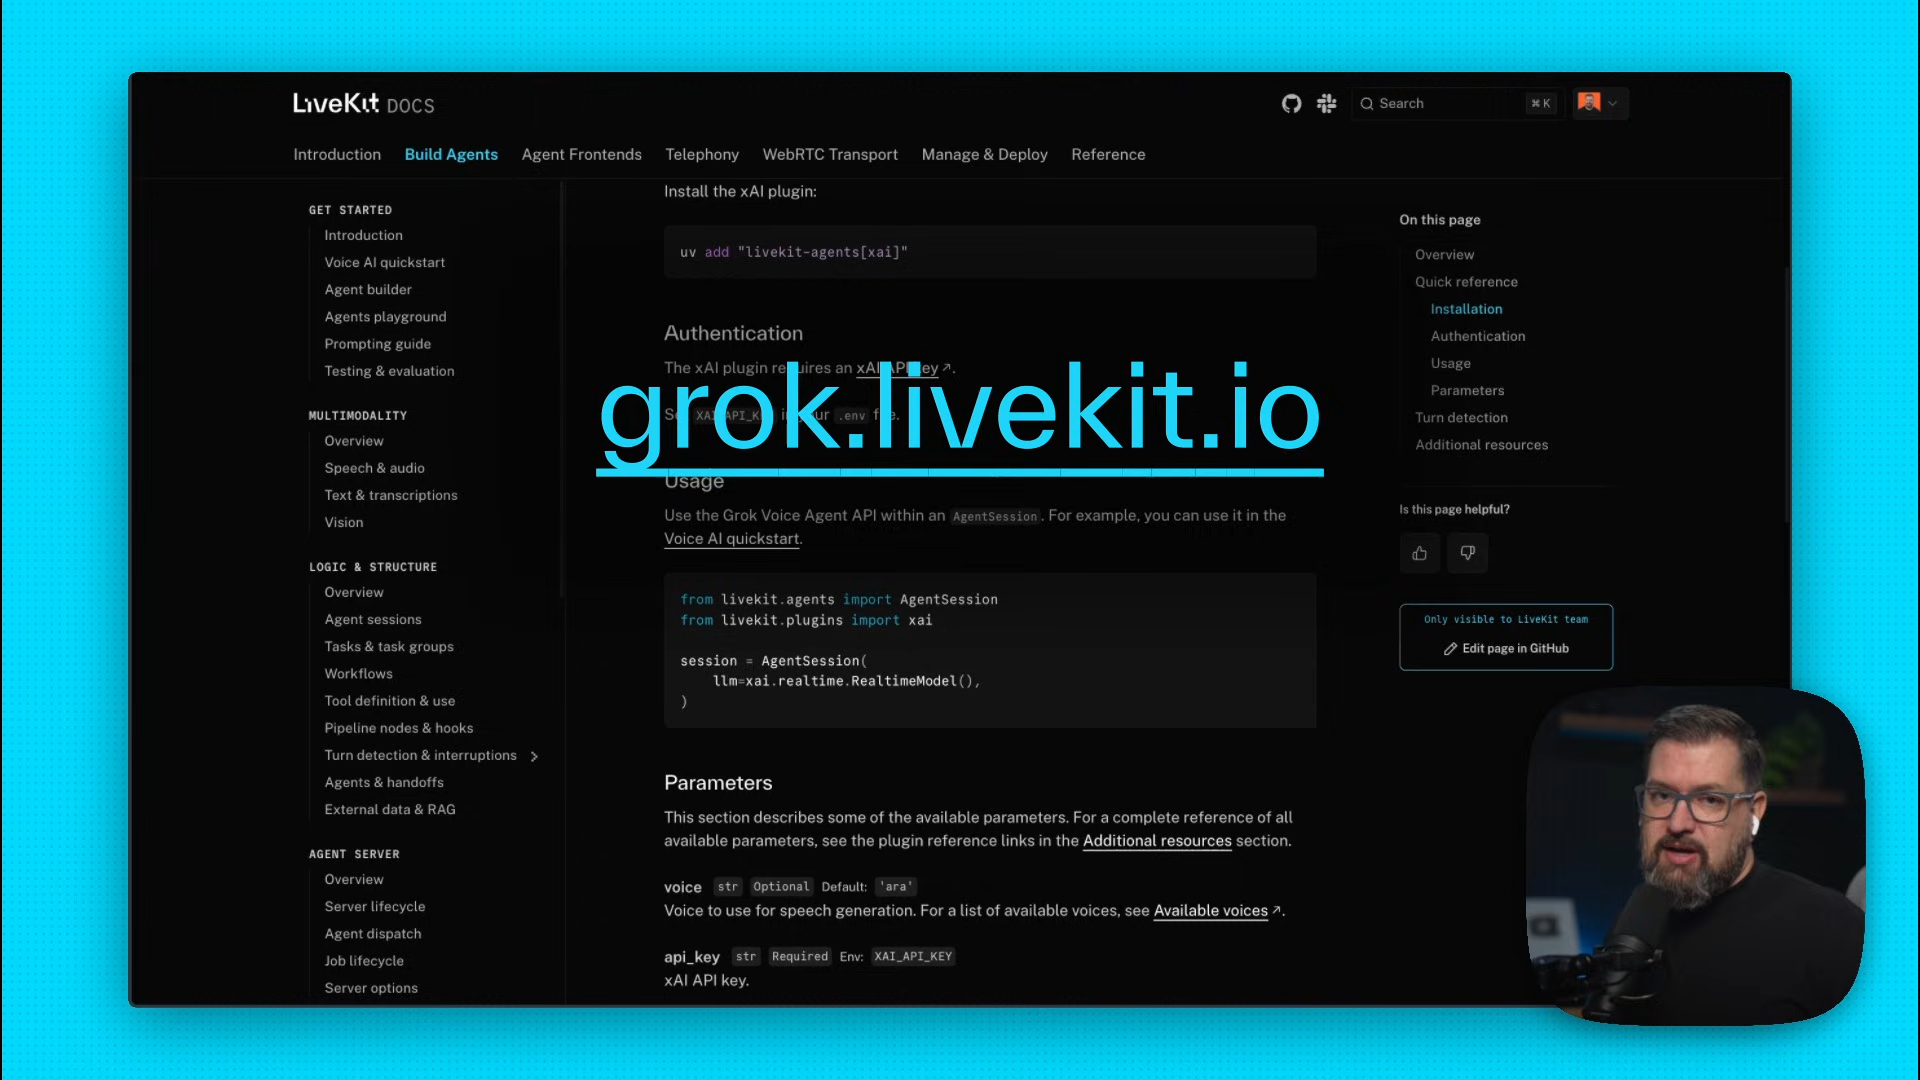 LiveKit DOCS
Search
⌘ K
Introduction
Build Agents
Agent Frontends
Telephony
WebRTC Transport
Manage & Deploy
Reference
GET STARTED
Introduction
Voice AI quickstart
Agent builder
Agents playground
Prompting guide
Testing & evaluation
MULTIMODALITY
Overview
Speech & audio
Text & transcriptions
Vision
LOGIC & STRUCTURE
Overview
Agent sessions
Tasks & task groups
Workflows
Tool definition & use
Pipeline nodes & hooks
Turn detection & interruptions
Agents & handoffs
External data & RAG
AGENT SERVER
Overview
Server lifecycle
Agent dispatch
Job lifecycle
Server options
Install the xAI plugin:
uv add "livekit-agents[xai]"
Authentication
The xAI plugin requires an xAI API key ↗.
grok.livekit.io
.env
Usage
Use the Grok Voice Agent API within an AgentSession. For example, you can use it in the
Voice AI quickstart.
from livekit.agents import AgentSession
from livekit.plugins import xai
session = AgentSession(
llm=xai.realtime.RealtimeModel(),
)
Parameters
This section describes some of the available parameters. For a complete reference of all
available parameters, see the plugin reference links in the Additional resources section.
voice str Optional Default: 'ara'
Voice to use for speech generation. For a list of available voices, see Available voices ↗.
api_key str Required Env: XAI_API_KEY
xAI API key.
On this page
Overview
Quick reference
Installation
Authentication
Usage
Parameters
Turn detection
Additional resources
Is this page helpful?
Only visible to LiveKit team
Edit page in GitHub